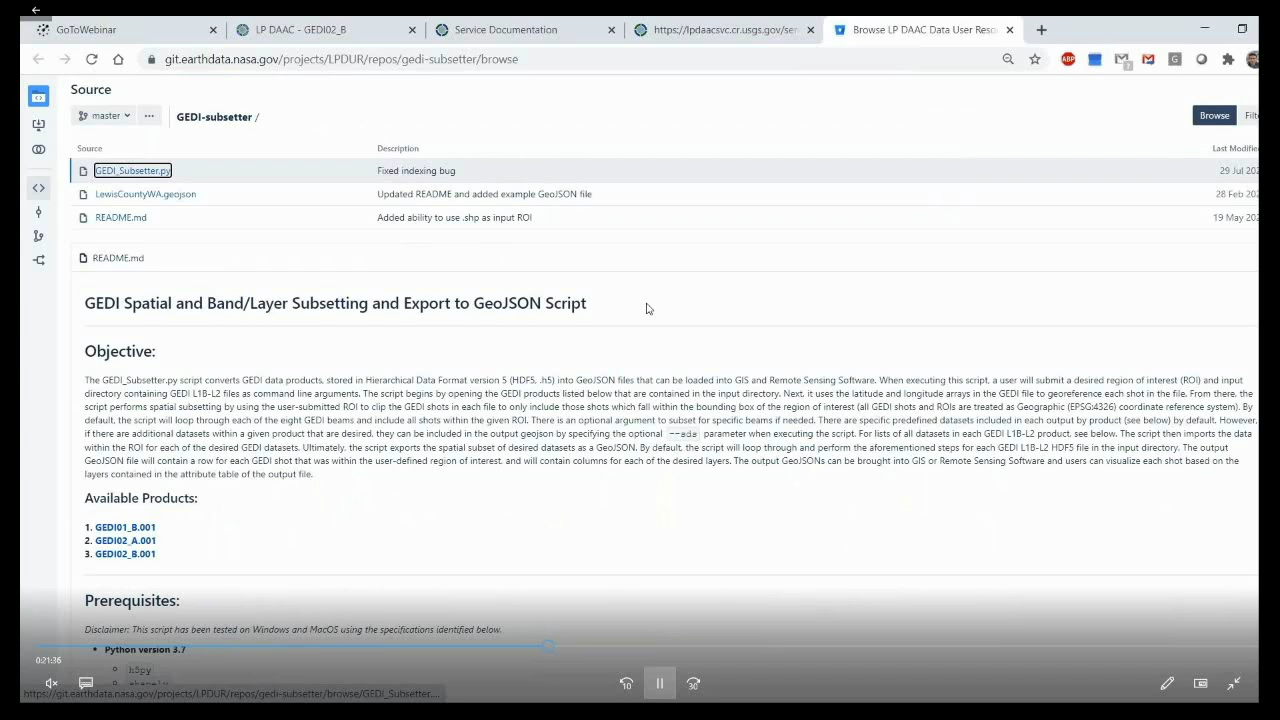 GoToWebinar
LP DAAC - GEDI02_B
Service Documentation
https://lpdaacsvc.cr.usgs.gov/ser
Browse LP DAAC Data User Reso
git.earthdata.nasa.gov/projects/LPDUR/repos/gedi-subsetter/browse
ABP
G
Source
master
GEDI-subsetter /
Browse
Filte
Source Description Last Modifie
GEDI_Subsetter.py Fixed indexing bug 29 Jul 202
LewisCountyWA.geojson Updated README and added example GeoJSON file 28 Feb 202
README.md Added ability to use .shp as input ROI 19 May 202
README.md
GEDI Spatial and Band/Layer Subsetting and Export to GeoJSON Script
Objective:
The GEDI_Subsetter.py script converts GEDI data products, stored in Hierarchical Data Format version 5 (HDF5, .h5) into GeoJSON files that can be loaded into GIS and Remote Sensing Software. When executing this script, a user will submit a desired region of interest (ROI) and input
directory containing GEDI L1B-L2 files as command line arguments. The script begins by opening the GEDI products listed below that are contained in the input directory. Next, it uses the latitude and longitude arrays in the GEDI file to georeference each shot in the file. From there, the
script performs spatial subsetting by using the user-submitted ROI to clip the GEDI shots in each file to only include those shots which fall within the bounding box of the region of interest (all GEDI shots and ROIs are treated as Geographic (EPSG:4326) coordinate reference system). By
default, the script will loop through each of the eight GEDI beams and include all shots within the given ROI. There is an optional argument to subset for specific beams if needed. There are specific predefined datasets included in each output by product (see below) by default. However,
if there are additional datasets within a given product that are desired, they can be included in the output geojson by specifying the optional --sds parameter when executing the script. For lists of all datasets in each GEDI L1B-L2 product, see below. The script then imports the data
within the ROI for each of the desired GEDI datasets. Ultimately, the script exports the spatial subset of desired datasets as a GeoJSON. By default, the script will loop through and perform the aforementioned steps for each GEDI L1B-L2 HDF5 file in the input directory. The output
GeoJSON file will contain a row for each GEDI shot that was within the user-defined region of interest, and will contain columns for each of the desired layers. The output GeoJSONs can be brought into GIS or Remote Sensing Software and users can visualize each shot based on the
layers contained in the attribute table of the output file.
Available Products:
1. GEDI01_B.001
2. GEDI02_A.001
3. GEDI02_B.001
Prerequisites:
Disclaimer: This script has been tested on Windows and MacOS using the specifications identified below.
• Python version 3.7
0:21:36
h5py
shapely
10
30
https://git.earthdata.nasa.gov/projects/LPDUR/repos/gedi-subsetter/browse/GEDI_Subsetter....